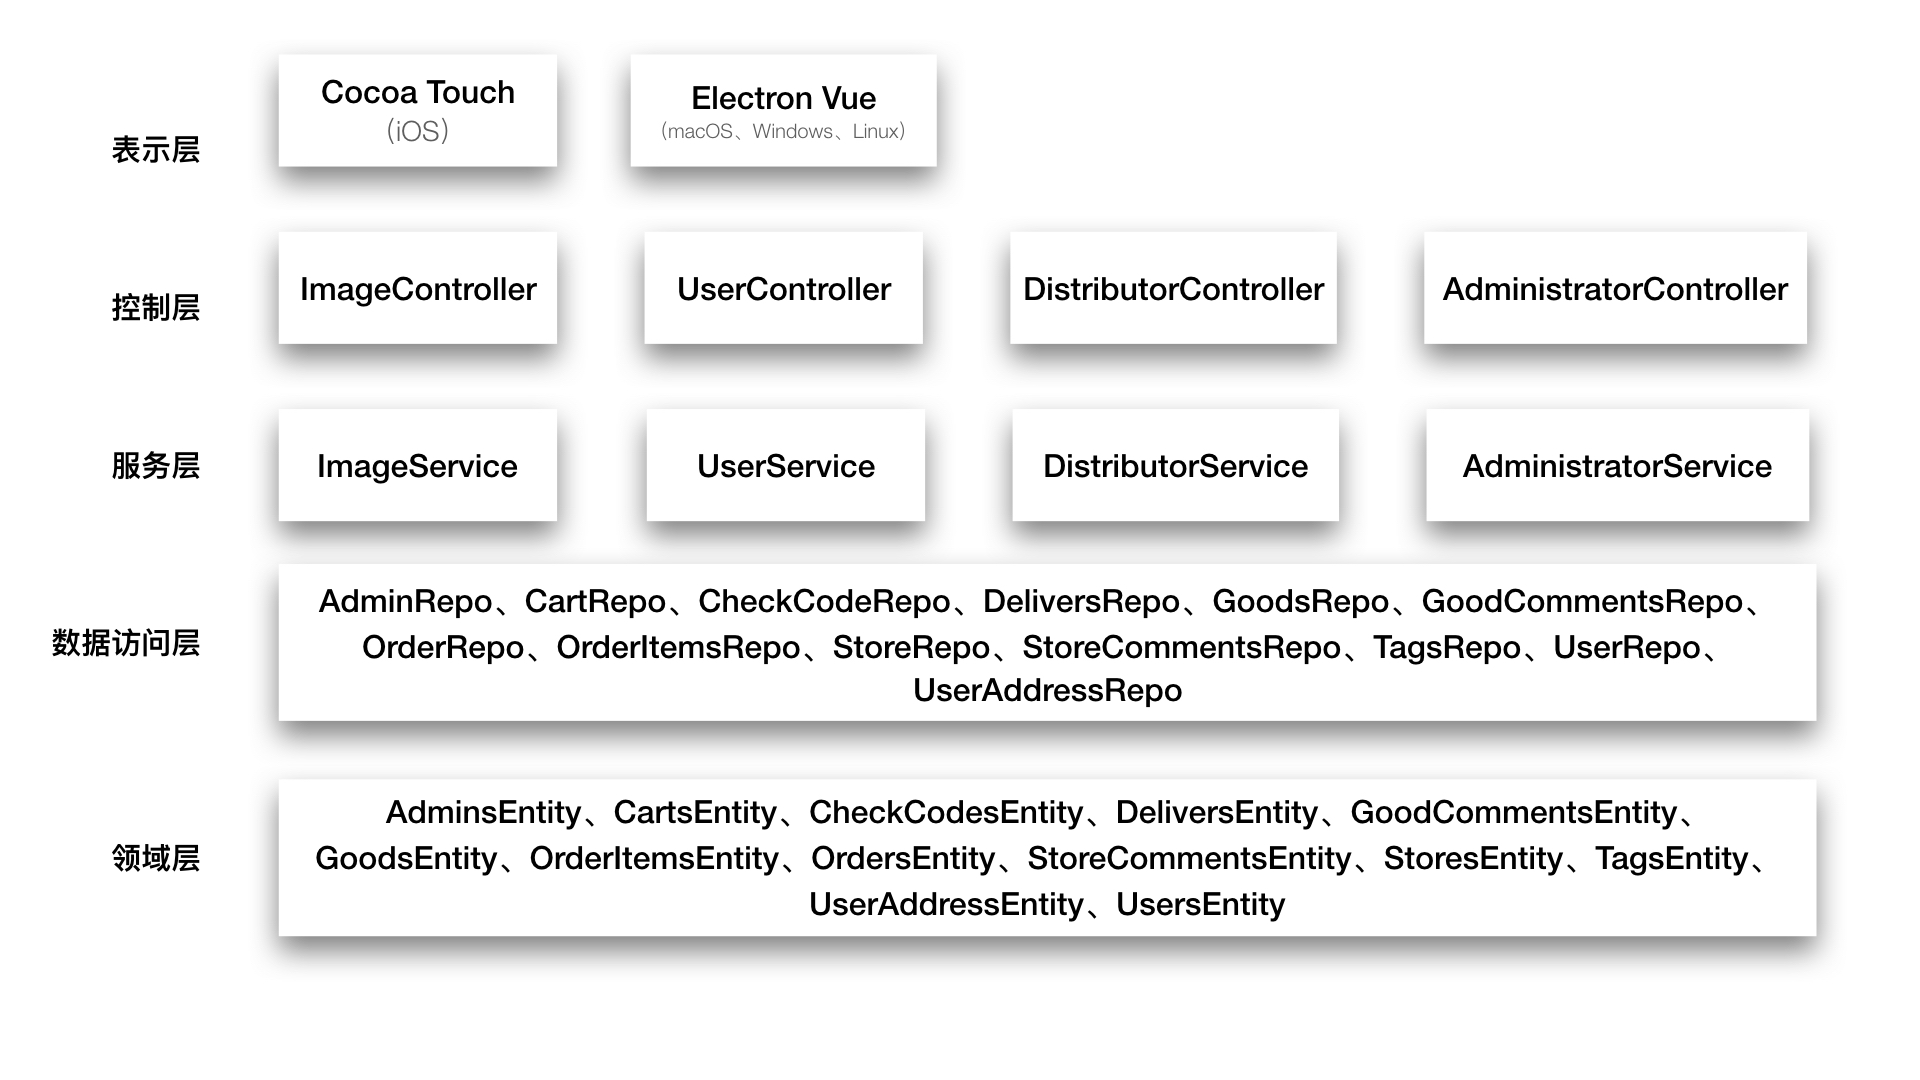 表示层
Cocoa Touch
（iOS）
Electron Vue
（macOS、Windows、Linux）
控制层
ImageController
UserController
DistributorController
AdministratorController
服务层
ImageService
UserService
DistributorService
AdministratorService
数据访问层
AdminRepo、CartRepo、CheckCodeRepo、DeliversRepo、GoodsRepo、GoodCommentsRepo、
OrderRepo、OrderItemsRepo、StoreRepo、StoreCommentsRepo、TagsRepo、UserRepo、
UserAddressRepo
领域层
AdminsEntity、CartsEntity、CheckCodesEntity、DeliversEntity、GoodCommentsEntity、
GoodsEntity、OrderItemsEntity、OrdersEntity、StoreCommentsEntity、StoresEntity、TagsEntity、
UserAddressEntity、UsersEntity